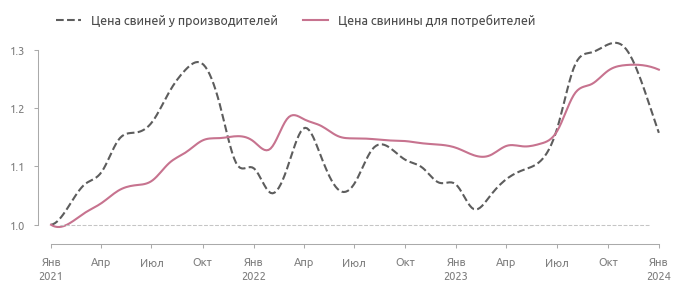 Цена свиней у производителей Цена свинины для потребителей
1.3
1.2
1.1
1.0
Янв Апр Июл Окт Янв Апр Июл Окт Янв Апр Июл Окт Янв
2021 2022 2023 2024